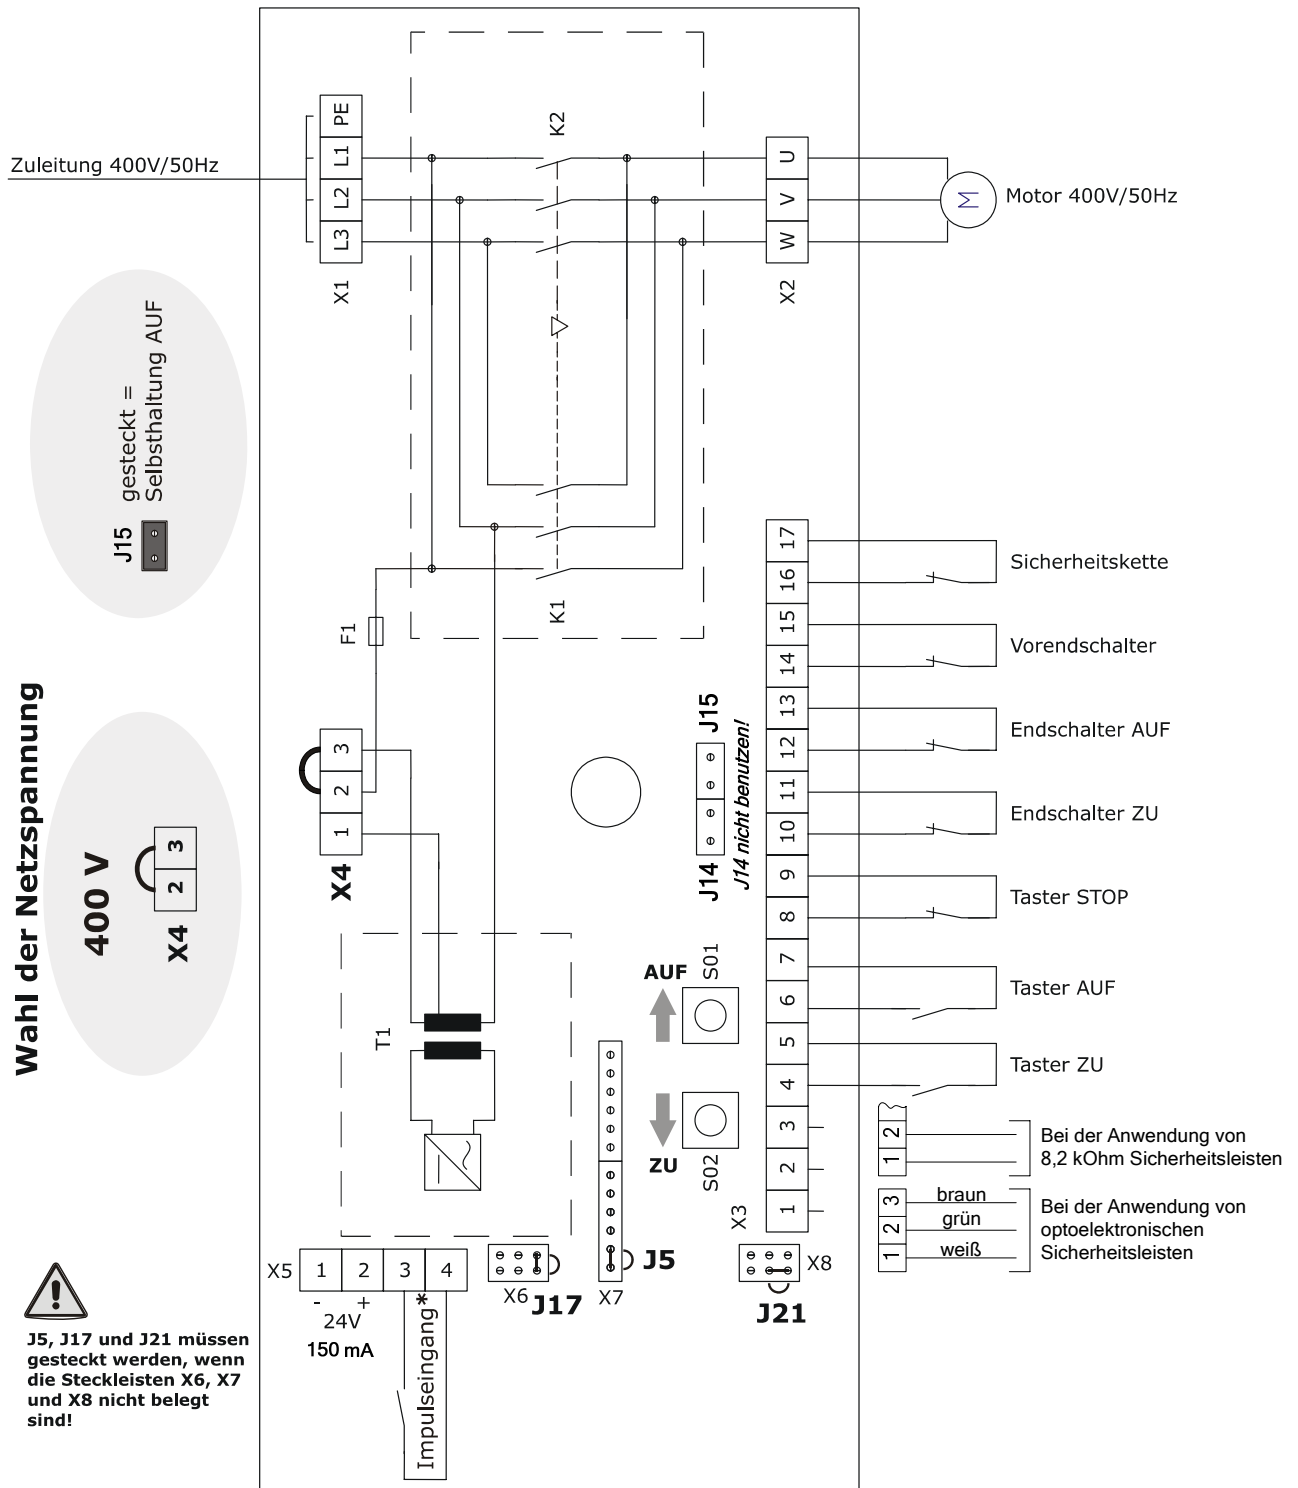 Zuleitung 400V/50Hz
PE
L1
L2
L3
X1
K2
U
V
W
X2
M
Motor 400V/50Hz
J15
gesteckt =
Selbsthaltung AUF
K1
F1
Wahl der Netzspannung
400 V
2
3
X4
3
2
1
X4
J15
J14
J14 nicht benutzen!
17
16
15
14
13
12
11
10
9
8
7
6
5
4
3
2
1
X3
Sicherheitskette
Vorendschalter
Endschalter AUF
Endschalter ZU
Taster STOP
Taster AUF
Taster ZU
AUF
S01
ZU
S02
T1
2
1
Bei der Anwendung von
8,2 kOhm Sicherheitsleisten
3
2
1
braun
grün
weiß
Bei der Anwendung von
optoelektronischen
Sicherheitsleisten
X5
1
2
3
4
- +
24V
150 mA
Impulseingang*
X6
J17
X7
J5
X8
J21
J5, J17 und J21 müssen
gesteckt werden, wenn
die Steckleisten X6, X7
und X8 nicht belegt
sind!